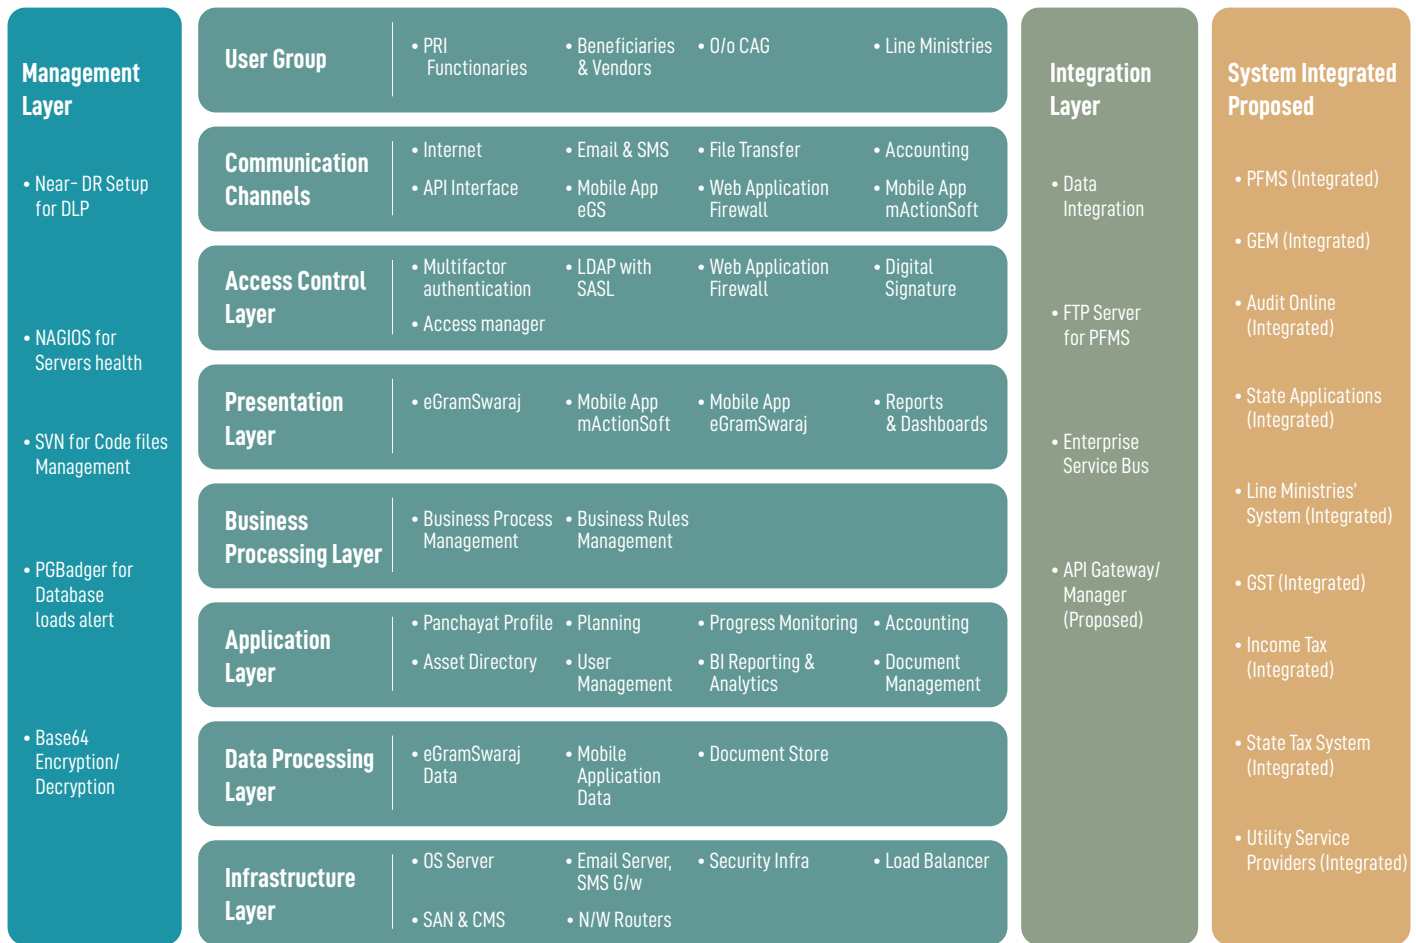 Management
Layer
• Near- DR Setup
for DLP
• NAGIOS for
Servers health
• SVN for Code files
Management
• PGBadger for
Database
loads alert
• Base64
Encryption/
Decryption
User Group
• PRI
Functionaries
• Beneficiaries
& Vendors
• O/o CAG
• Line Ministries
Communication
Channels
• Internet
• Email & SMS
• File Transfer
• Accounting
• API Interface
• Mobile App
eGS
• Web Application
Firewall
• Mobile App
mActionSoft
Access Control
Layer
• Multifactor
authentication
• LDAP with
SASL
• Web Application
Firewall
• Digital
Signature
• Access manager
Presentation
Layer
• eGramSwaraj
• Mobile App
mActionSoft
• Mobile App
eGramSwaraj
• Reports
& Dashboards
Business
Processing Layer
• Business Process
Management
• Business Rules
Management
Application
Layer
• Panchayat Profile
• Planning
• Progress Monitoring
• Accounting
• Asset Directory
• User
Management
• BI Reporting &
Analytics
• Document
Management
Data Processing
Layer
• eGramSwaraj
Data
• Mobile
Application
Data
• Document Store
Infrastructure
Layer
• OS Server
• Email Server,
SMS G/w
• Security Infra
• Load Balancer
• SAN & CMS
• N/W Routers
Integration
Layer
• Data
Integration
• FTP Server
for PFMS
• Enterprise
Service Bus
• API Gateway/
Manager
(Proposed)
System Integrated
Proposed
• PFMS (Integrated)
• GEM (Integrated)
• Audit Online
(Integrated)
• State Applications
(Integrated)
• Line Ministries'
System (Integrated)
• GST (Integrated)
• Income Tax
(Integrated)
• State Tax System
(Integrated)
• Utility Service
Providers (Integrated)